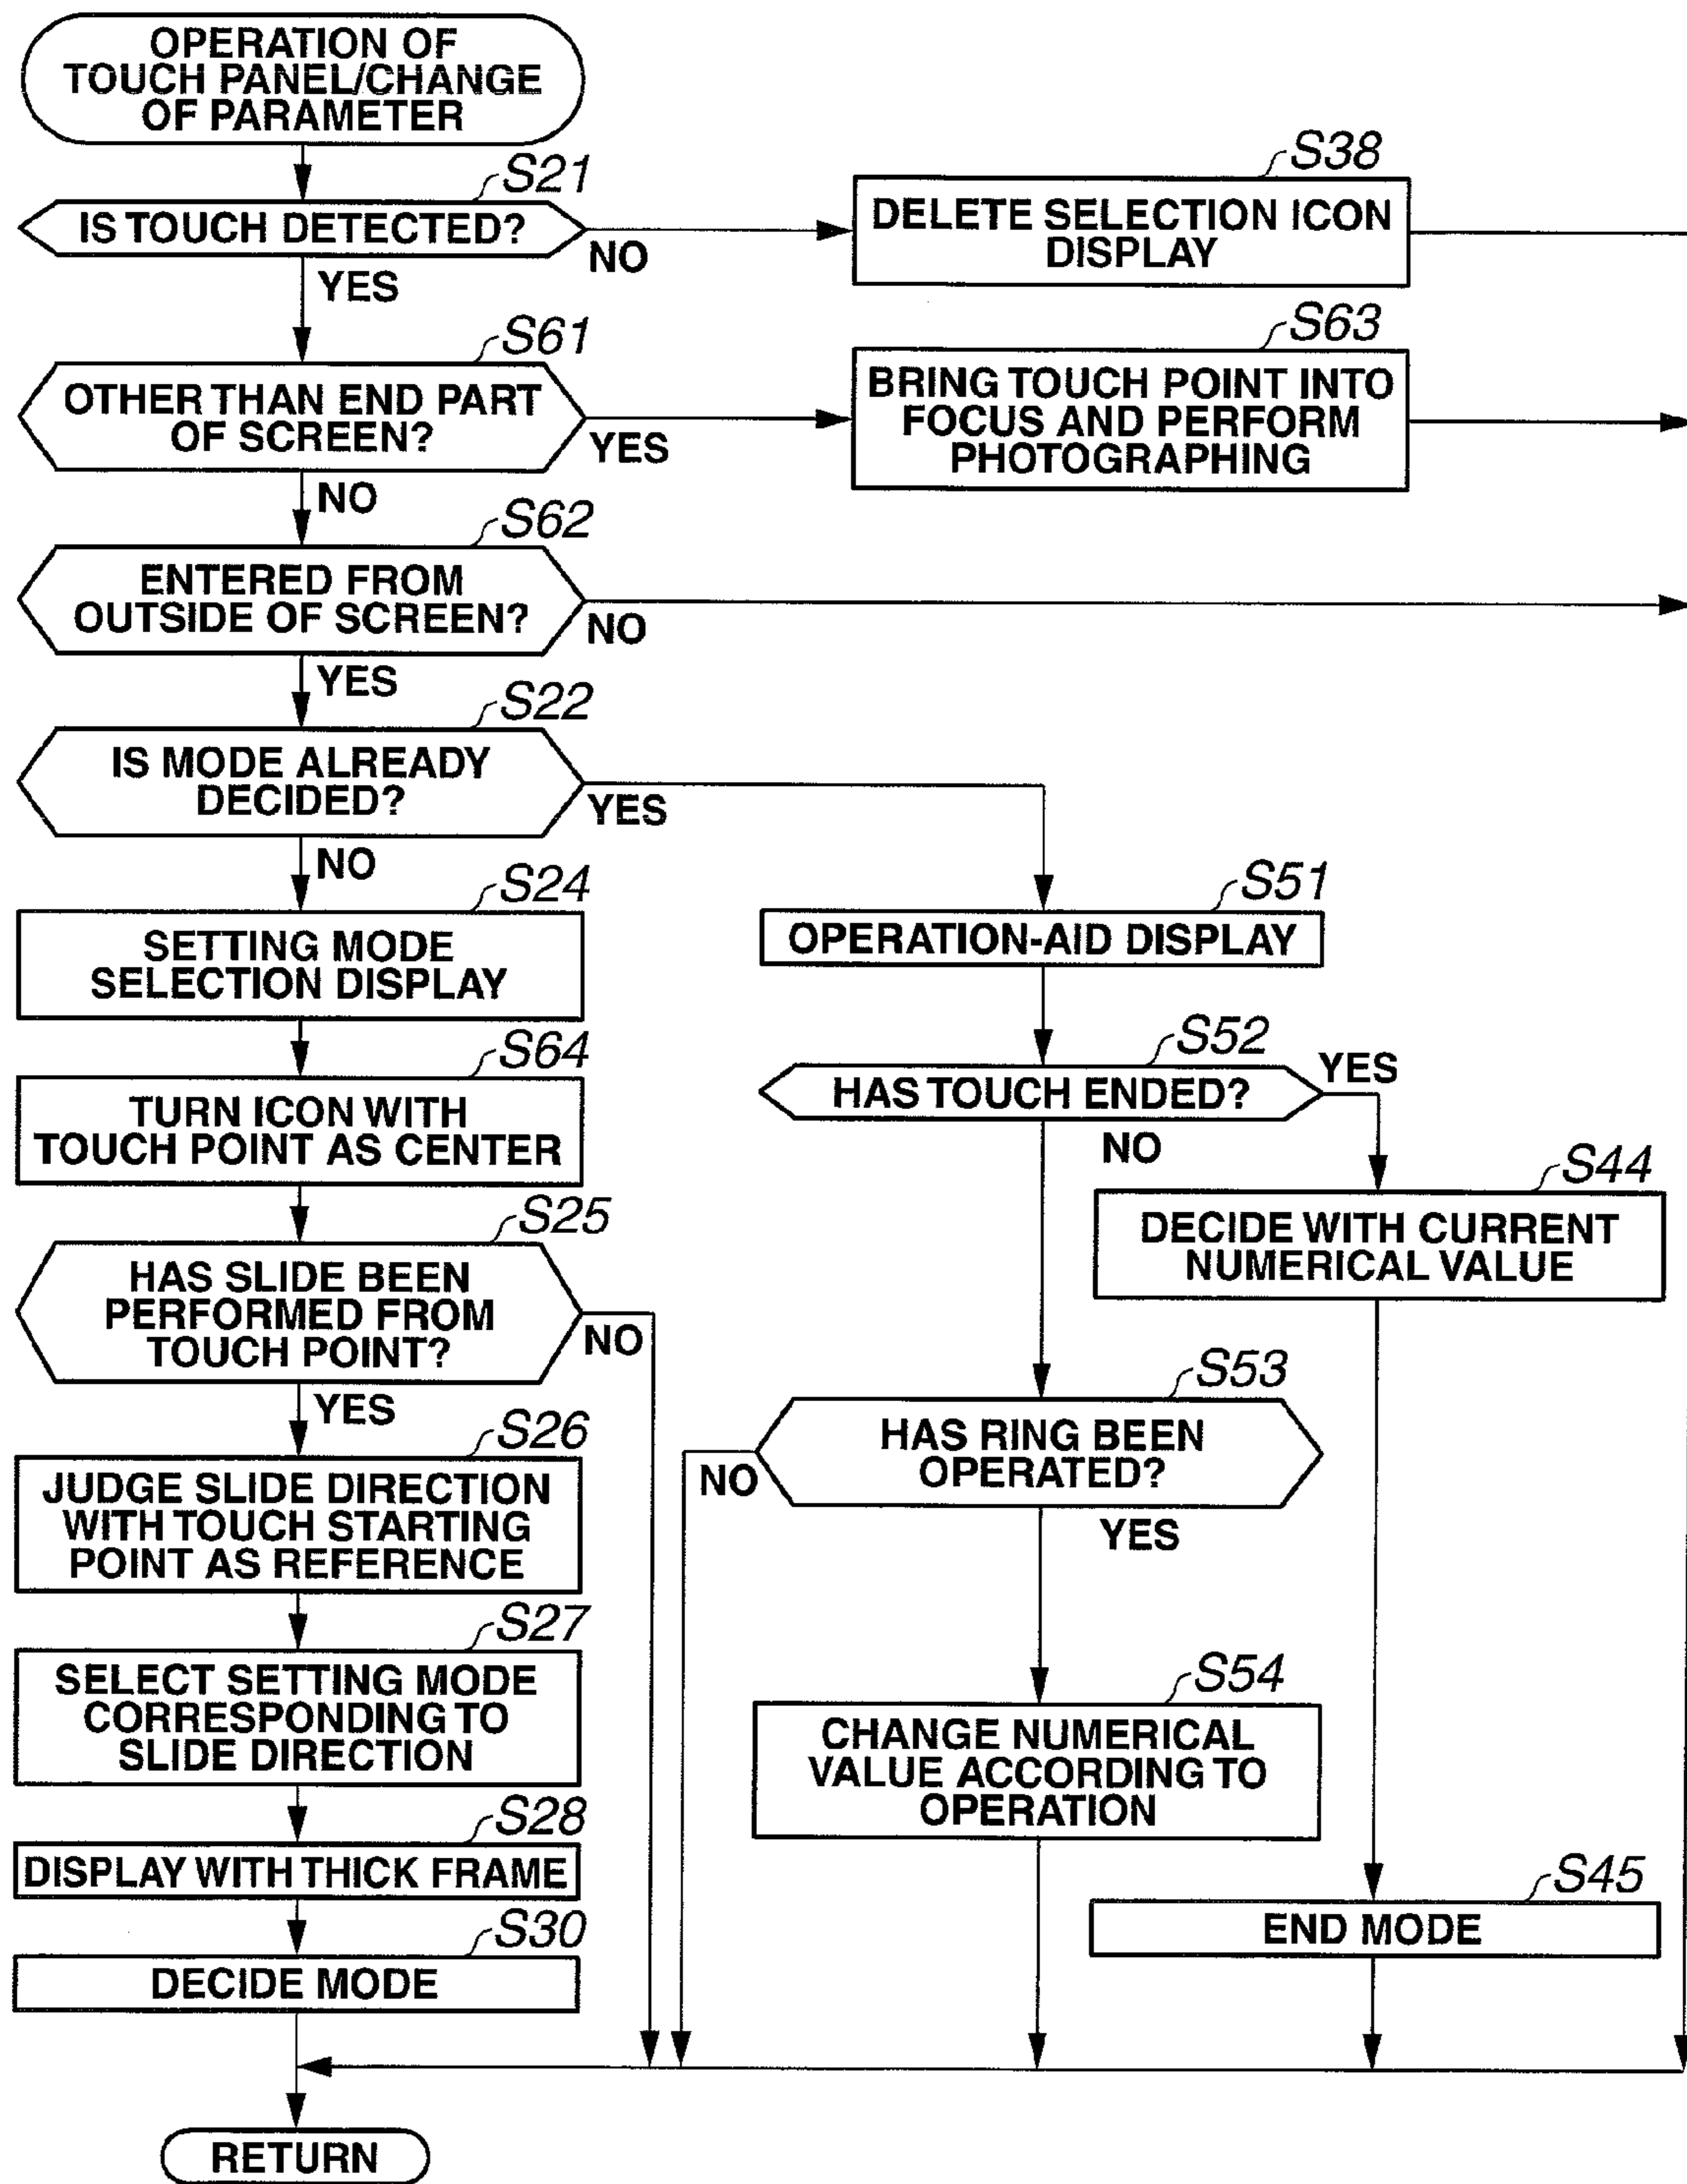 OPERATION OF
TOUCH PANEL/CHANGE
OF PARAMETER
S21
IS TOUCH DETECTED?
NO
YES
S38
DELETE SELECTION ICON
DISPLAY
S61
OTHER THAN END PART
OF SCREEN?
YES
NO
S63
BRING TOUCH POINT INTO
FOCUS AND PERFORM
PHOTOGRAPHING
S62
ENTERED FROM
OUTSIDE OF SCREEN?
NO
YES
S22
IS MODE ALREADY
DECIDED?
YES
NO
S24
SETTING MODE
SELECTION DISPLAY
S64
TURN ICON WITH
TOUCH POINT AS CENTER
S25
HAS SLIDE BEEN
PERFORMED FROM
TOUCH POINT?
NO
YES
S26
JUDGE SLIDE DIRECTION
WITH TOUCH STARTING
POINT AS REFERENCE
S27
SELECT SETTING MODE
CORRESPONDING TO
SLIDE DIRECTION
S28
DISPLAY WITH THICK FRAME
S30
DECIDE MODE
S51
OPERATION-AID DISPLAY
S52
HAS TOUCH ENDED?
YES
NO
S44
DECIDE WITH CURRENT
NUMERICAL VALUE
S53
HAS RING BEEN
OPERATED?
NO
YES
S54
CHANGE NUMERICAL
VALUE ACCORDING TO
OPERATION
S45
END MODE
RETURN